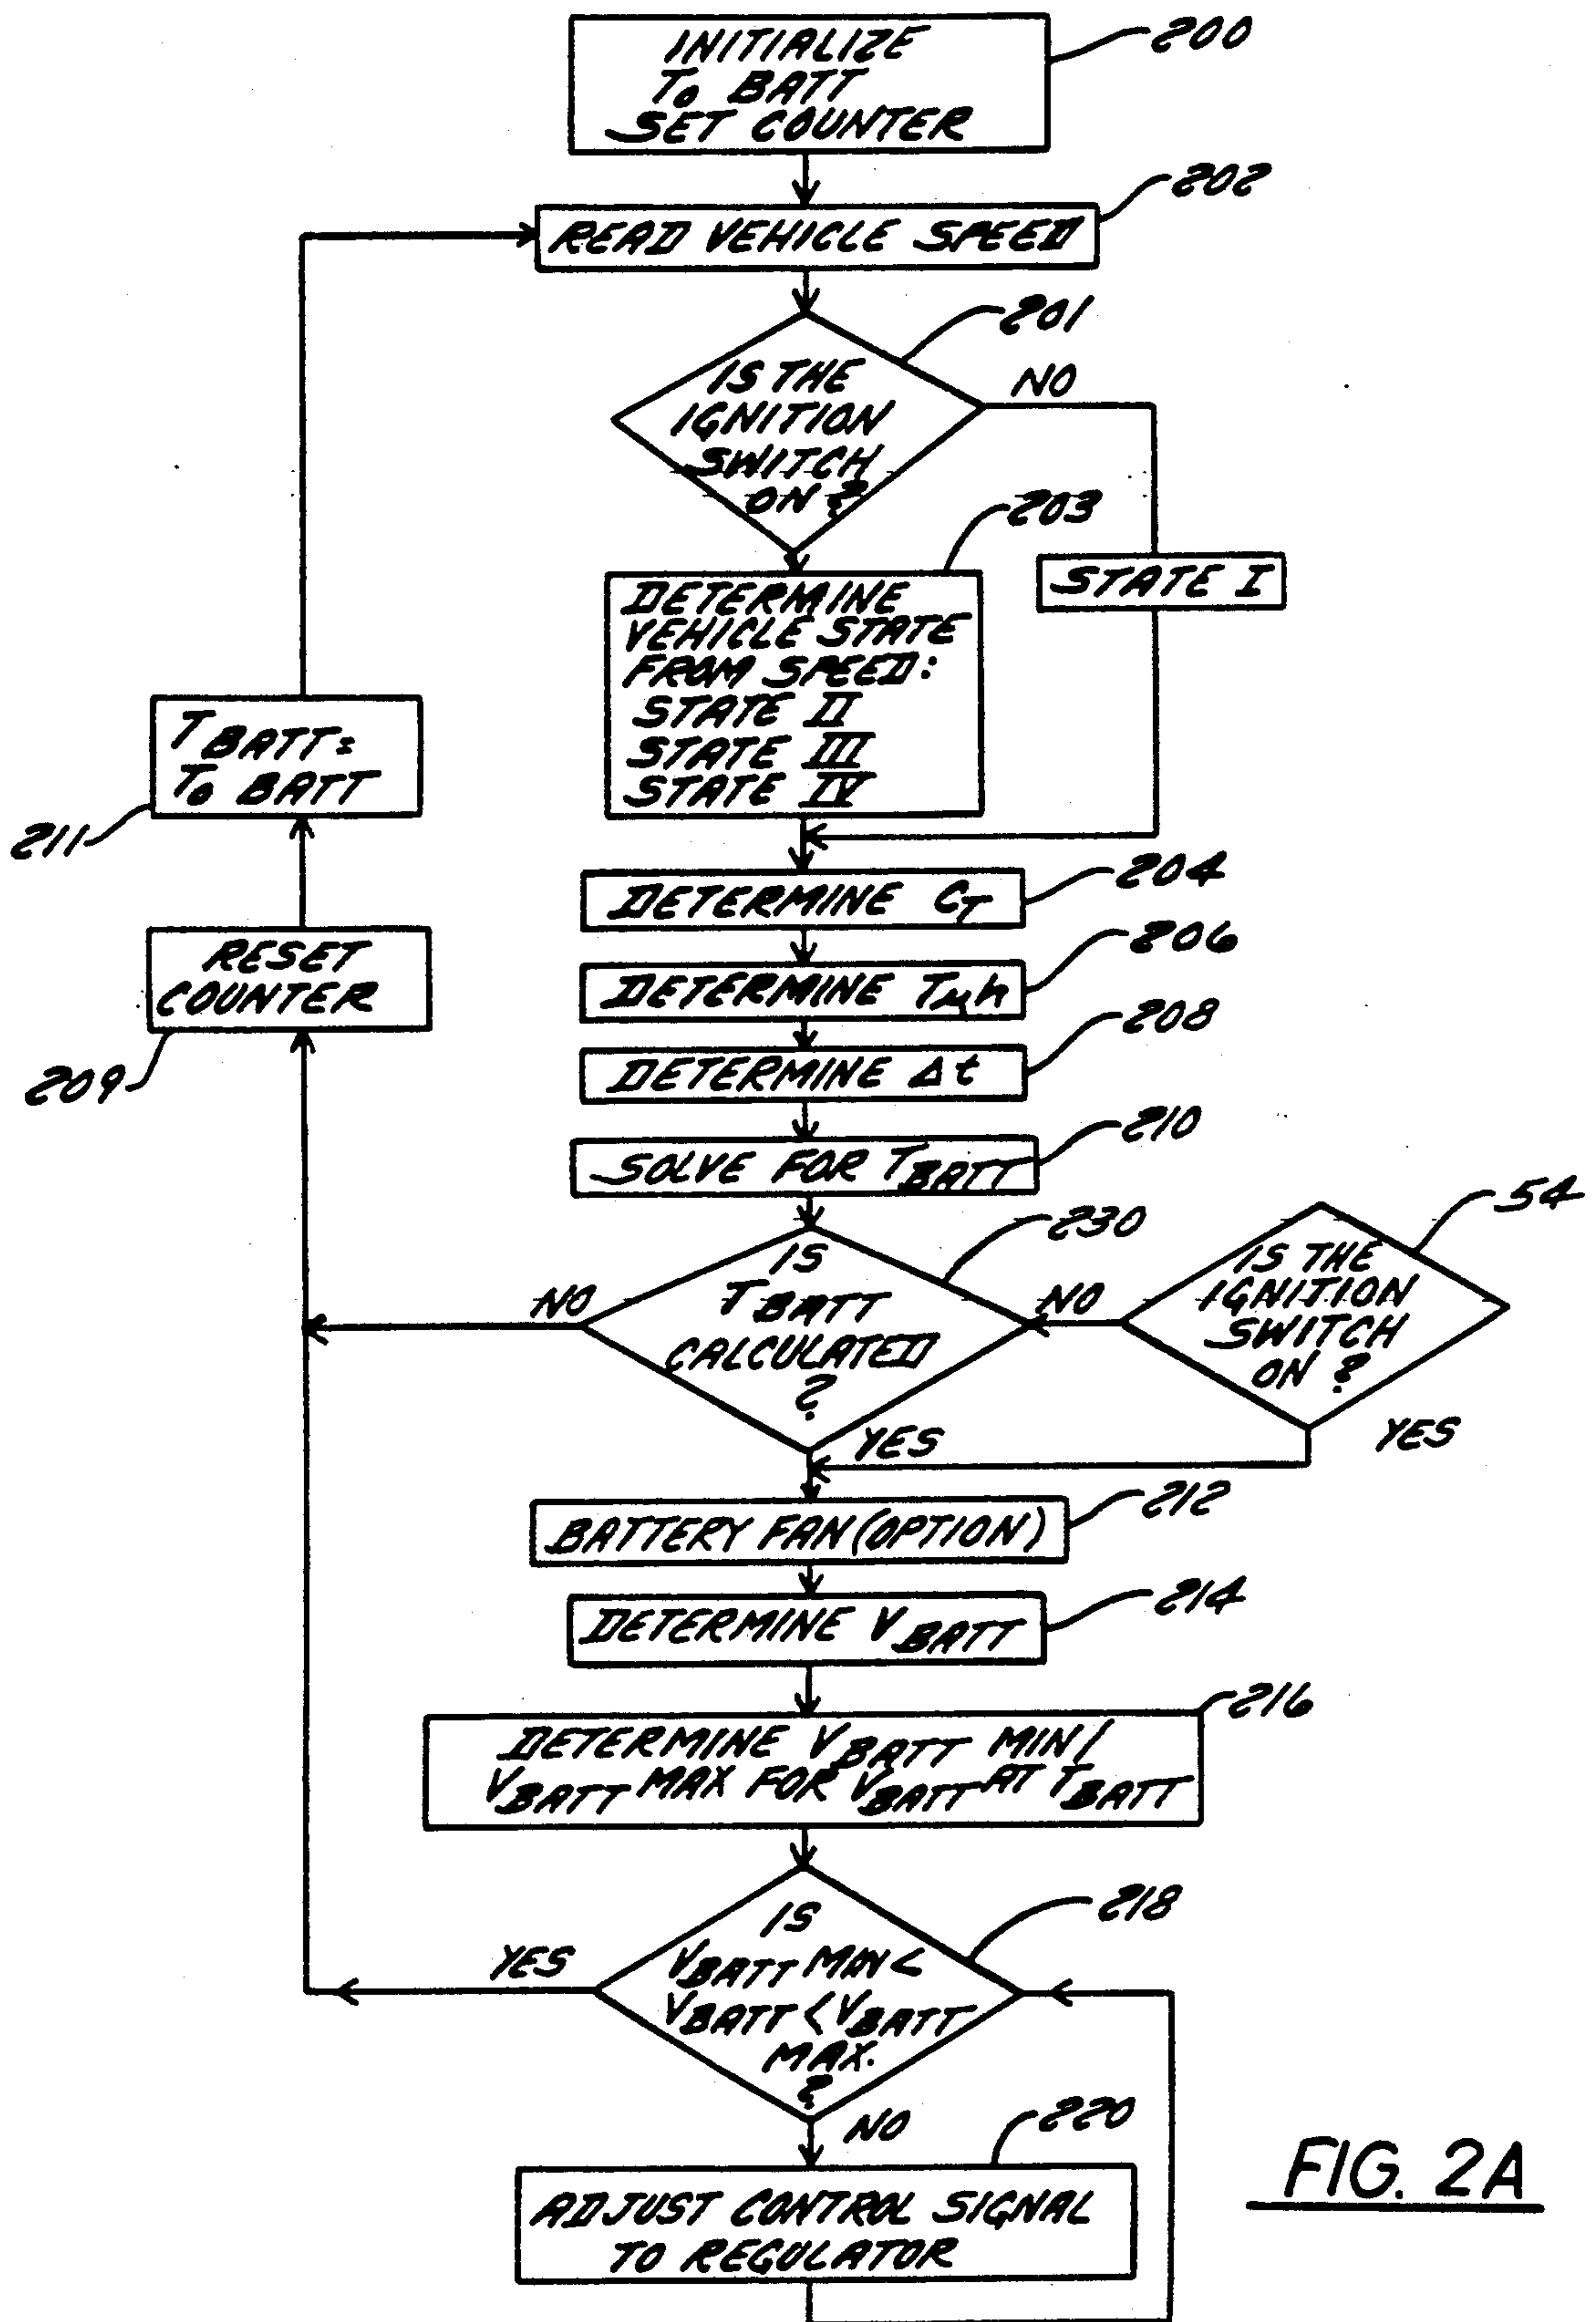 INITIALIZE
To BATT
SET COUNTER
200
READ VEHICLE SPEED
202
IS THE
IGNITION
SWITCH
ON?
201
NO
STATE I
DETERMINE
VEHICLE STATE
FROM SPEED:
STATE II
STATE III
STATE IV
203
T BATT=
To BATT
211
RESET
COUNTER
209
DETERMINE CT
204
DETERMINE Tμh
206
DETERMINE Δt
208
SOLVE FOR TBATT
210
IS
TBATT
CALCULATED
?
230
NO
YES
IS THE
IGNITION
SWITCH
ON?
54
NO
YES
BATTERY FAN (OPTION)
212
DETERMINE VBATT
214
DETERMINE VBATT MIN/
VBATT MAX FOR VBATT AT TBATT
216
IS
VBATT MIN<
VBATT<VBATT
MAX.
?
218
YES
NO
ADJUST CONTROL SIGNAL
TO REGULATOR
220
FIG. 2A